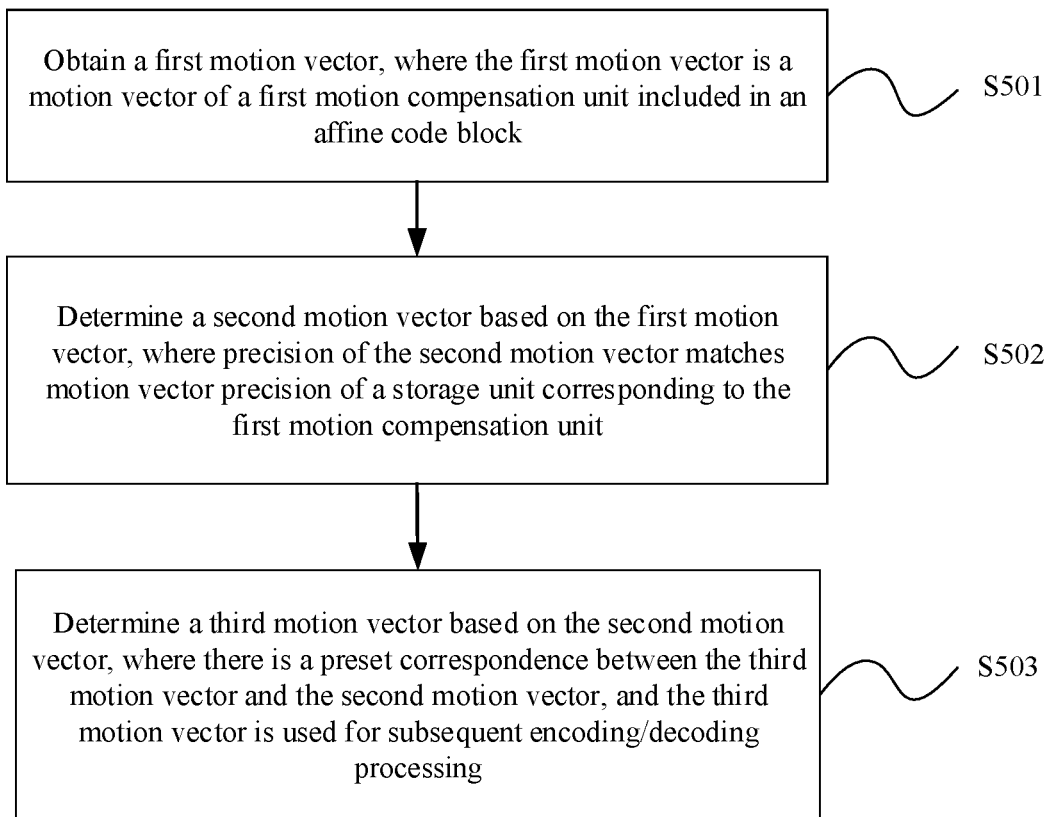 Obtain a first motion vector, where the first motion vector is a
motion vector of a first motion compensation unit included in an
affine code block
S501
Determine a second motion vector based on the first motion
vector, where precision of the second motion vector matches
motion vector precision of a storage unit corresponding to the
first motion compensation unit
S502
Determine a third motion vector based on the second motion
vector, where there is a preset correspondence between the third
motion vector and the second motion vector, and the third
motion vector is used for subsequent encoding/decoding
processing
S503